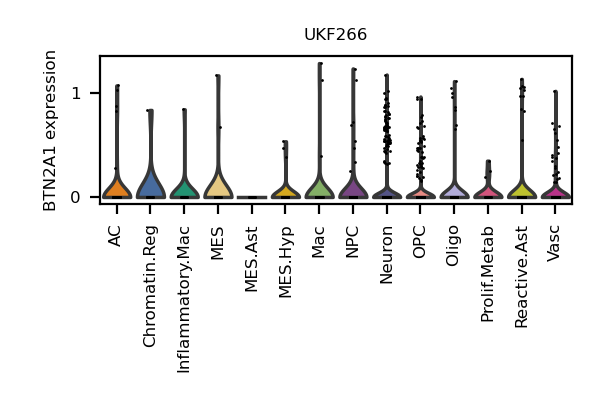 UKF266
BTN2A1 expression
1
0
AC
Chromatin.Reg
Inflammatory.Mac
MES
MES.Ast
MES.Hyp
Mac
NPC
Neuron
OPC
Oligo
Prolif.Metab
Reactive.Ast
Vasc